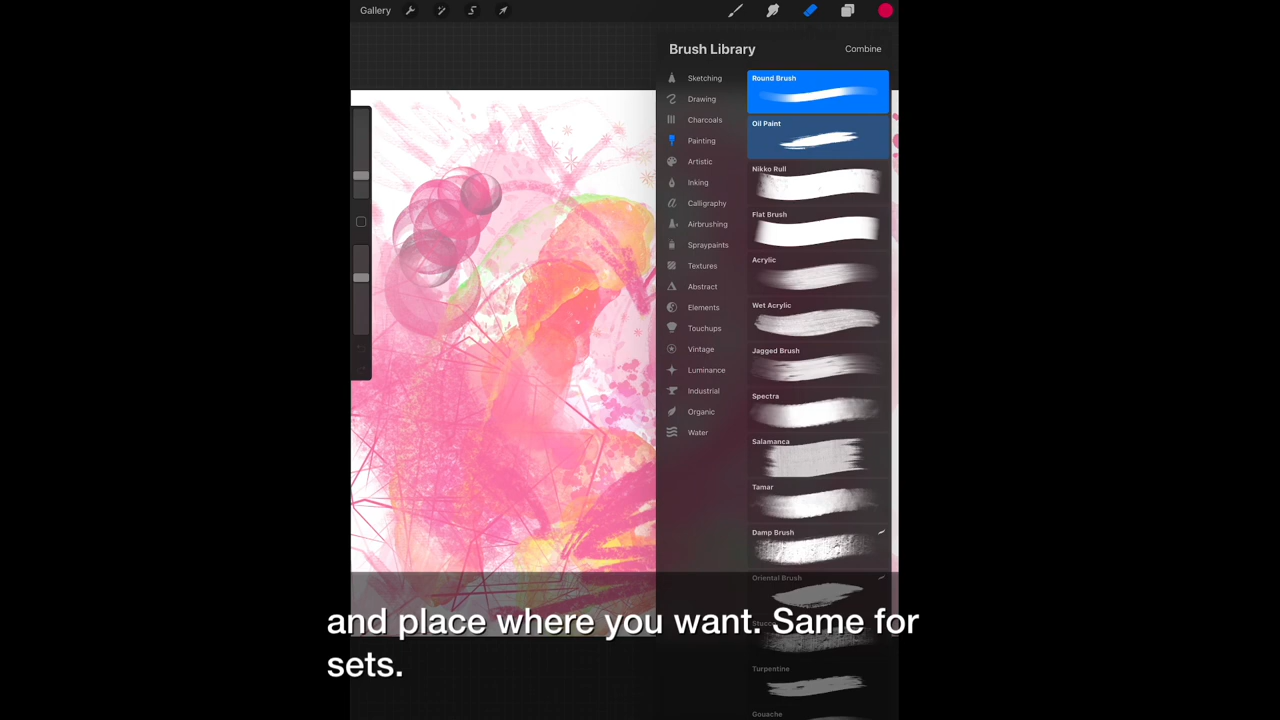 Gallery
Brush Library
Combine
Sketching
Drawing
Charcoals
Painting
Artistic
Inking
Calligraphy
Airbrushing
Spraypaints
Textures
Abstract
Elements
Touchups
Vintage
Luminance
Industrial
Organic
Water
Round Brush
Oil Paint
Nikko Rull
Flat Brush
Acrylic
Wet Acrylic
Jagged Brush
Spectra
Salamanca
Tamar
Damp Brush
Oriental Brush
Stucco
Turpentine
Gouache
and place where you want. Same for
sets.